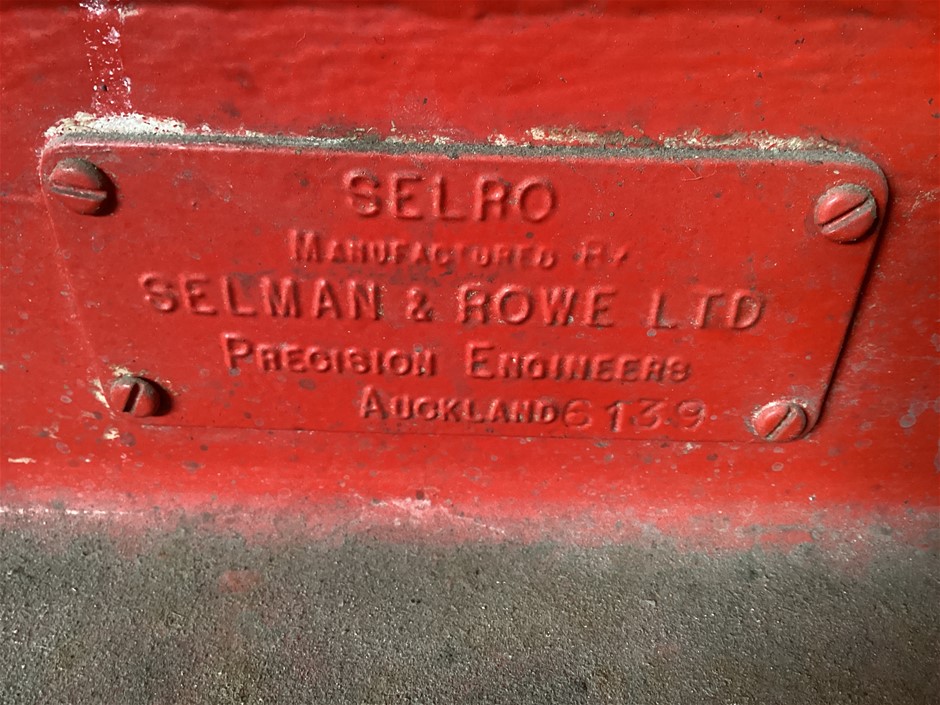 SELRO
MANUFACTURED BY
SELMAN & ROWE LTD
PRECISION ENGINEERS
AUCKLAND 6139